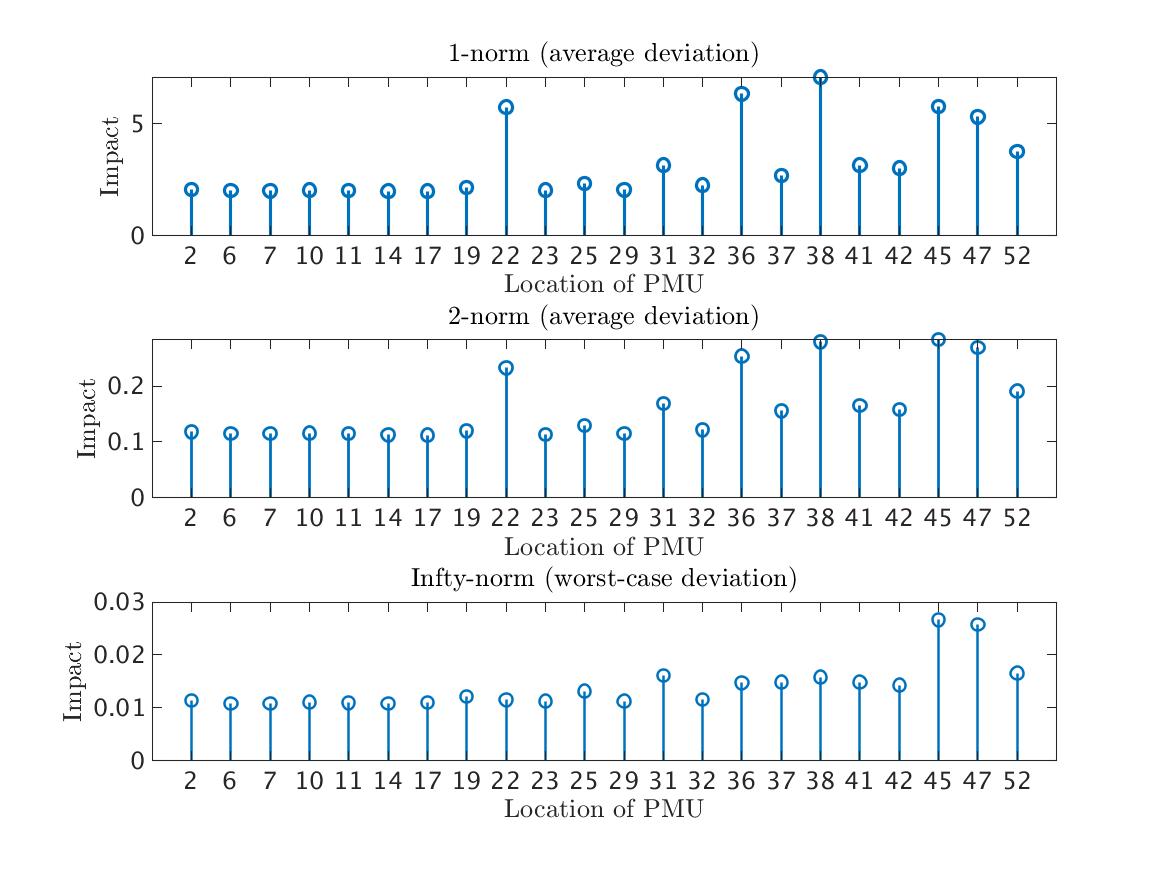 1-norm (average deviation)
Impact
5
0
2 6 7 10 11 14 17 19 22 23 25 29 31 32 36 37 38 41 42 45 47 52
Location of PMU
2-norm (average deviation)
Impact
0.2
0.1
0
2 6 7 10 11 14 17 19 22 23 25 29 31 32 36 37 38 41 42 45 47 52
Location of PMU
Infty-norm (worst-case deviation)
Impact
0.03
0.02
0.01
0
2 6 7 10 11 14 17 19 22 23 25 29 31 32 36 37 38 41 42 45 47 52
Location of PMU